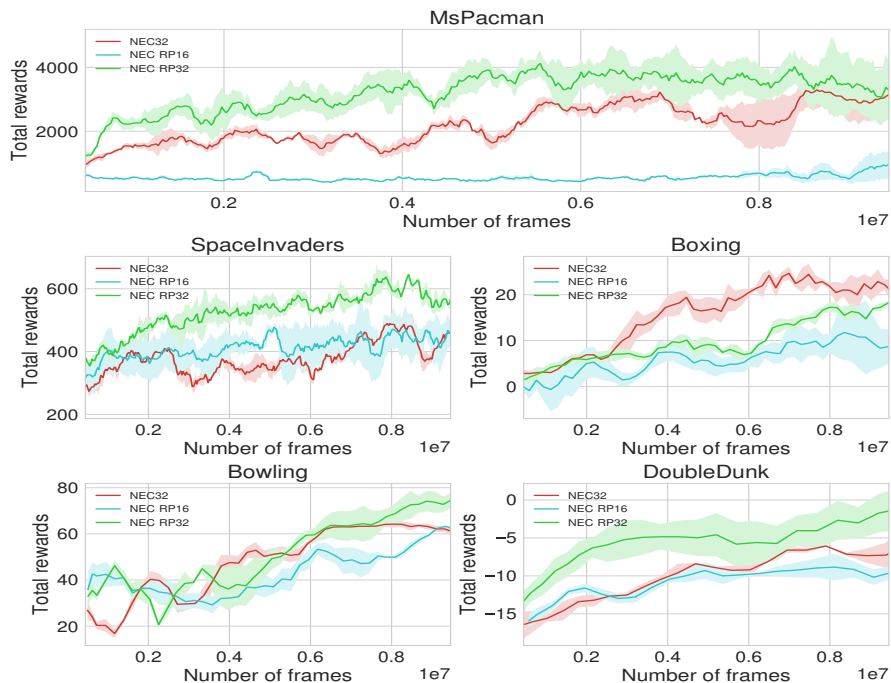 MsPacman
Total rewards
4000
2000
NEC32
NEC RP16
NEC RP32
0.2 0.4 0.6 0.8
1e7
Number of frames
SpaceInvaders
Total rewards
600
400
200
NEC32
NEC RP16
NEC RP32
0.2 0.4 0.6 0.8
1e7
Number of frames
Boxing
Total rewards
20
10
0
NEC32
NEC RP16
NEC RP32
0.2 0.4 0.6 0.8
1e7
Number of frames
Bowling
Total rewards
80
60
40
20
NEC32
NEC RP16
NEC RP32
0.2 0.4 0.6 0.8
1e7
Number of frames
DoubleDunk
Total rewards
0
−5
−10
−15
NEC32
NEC RP16
NEC RP32
0.2 0.4 0.6 0.8
1e7
Number of frames